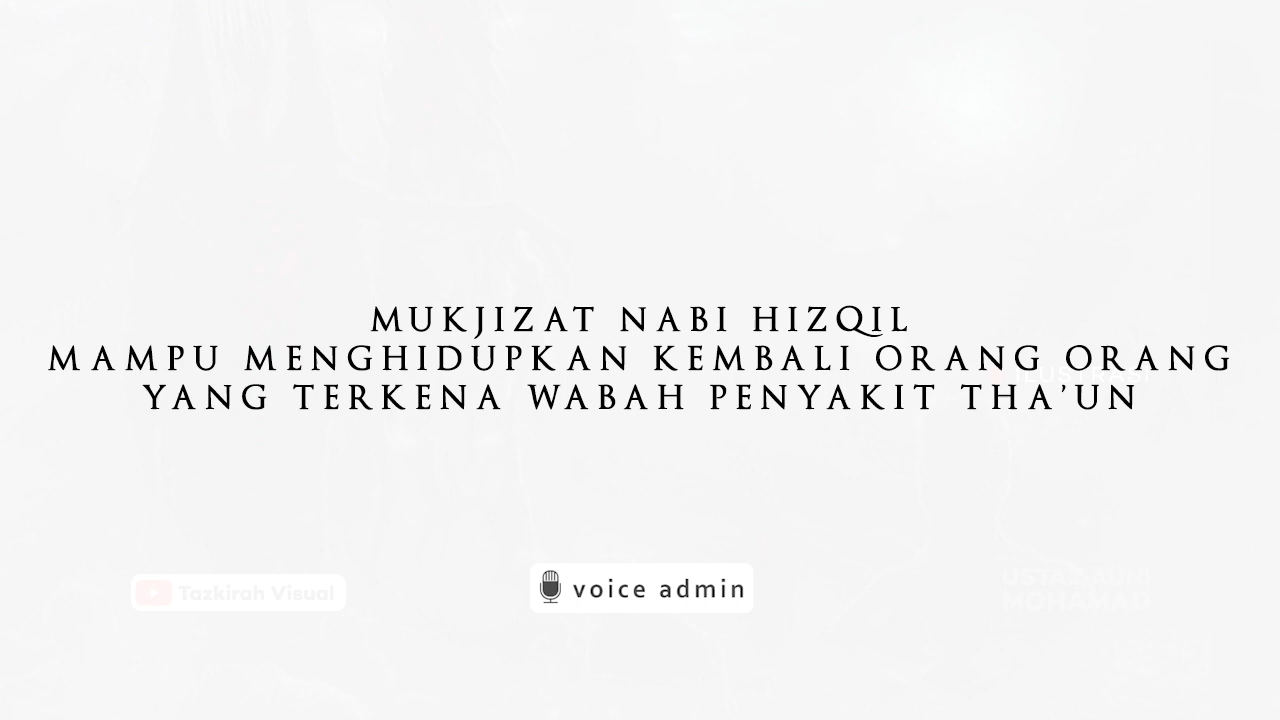 MUKJIZAT NABI HIZQIL
MAMPU MENGHIDUPKAN KEMBALI ORANG ORANG
YANG TERKENA WABAH PENYAKIT THA'UN
voice admin
Tazkirah Visual